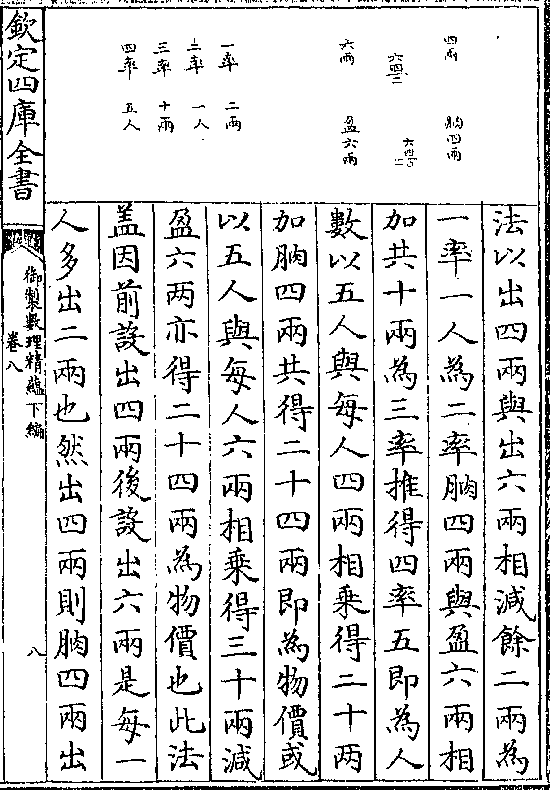 四兩 朒四兩
六兩 盈六兩
一率 二兩
二率 一人
三率 十兩
四率 五人
法以出四兩與出六兩相減餘二兩為
一率一人為二率朒四兩與盈六兩相
加共十兩為三率推得四率五即為人
數以五人與每人四兩相乗得二十两
加朒四兩共得二十四兩即為物價或
以五人與每人六兩相乗得三十兩減
盈六两亦得二十四兩為物價也此法
盖因前設出四兩後設出六兩是每一
人多出二兩也然出四兩則朒四兩出
欽定四庫全書
御製數理精蘊下編
卷八
八